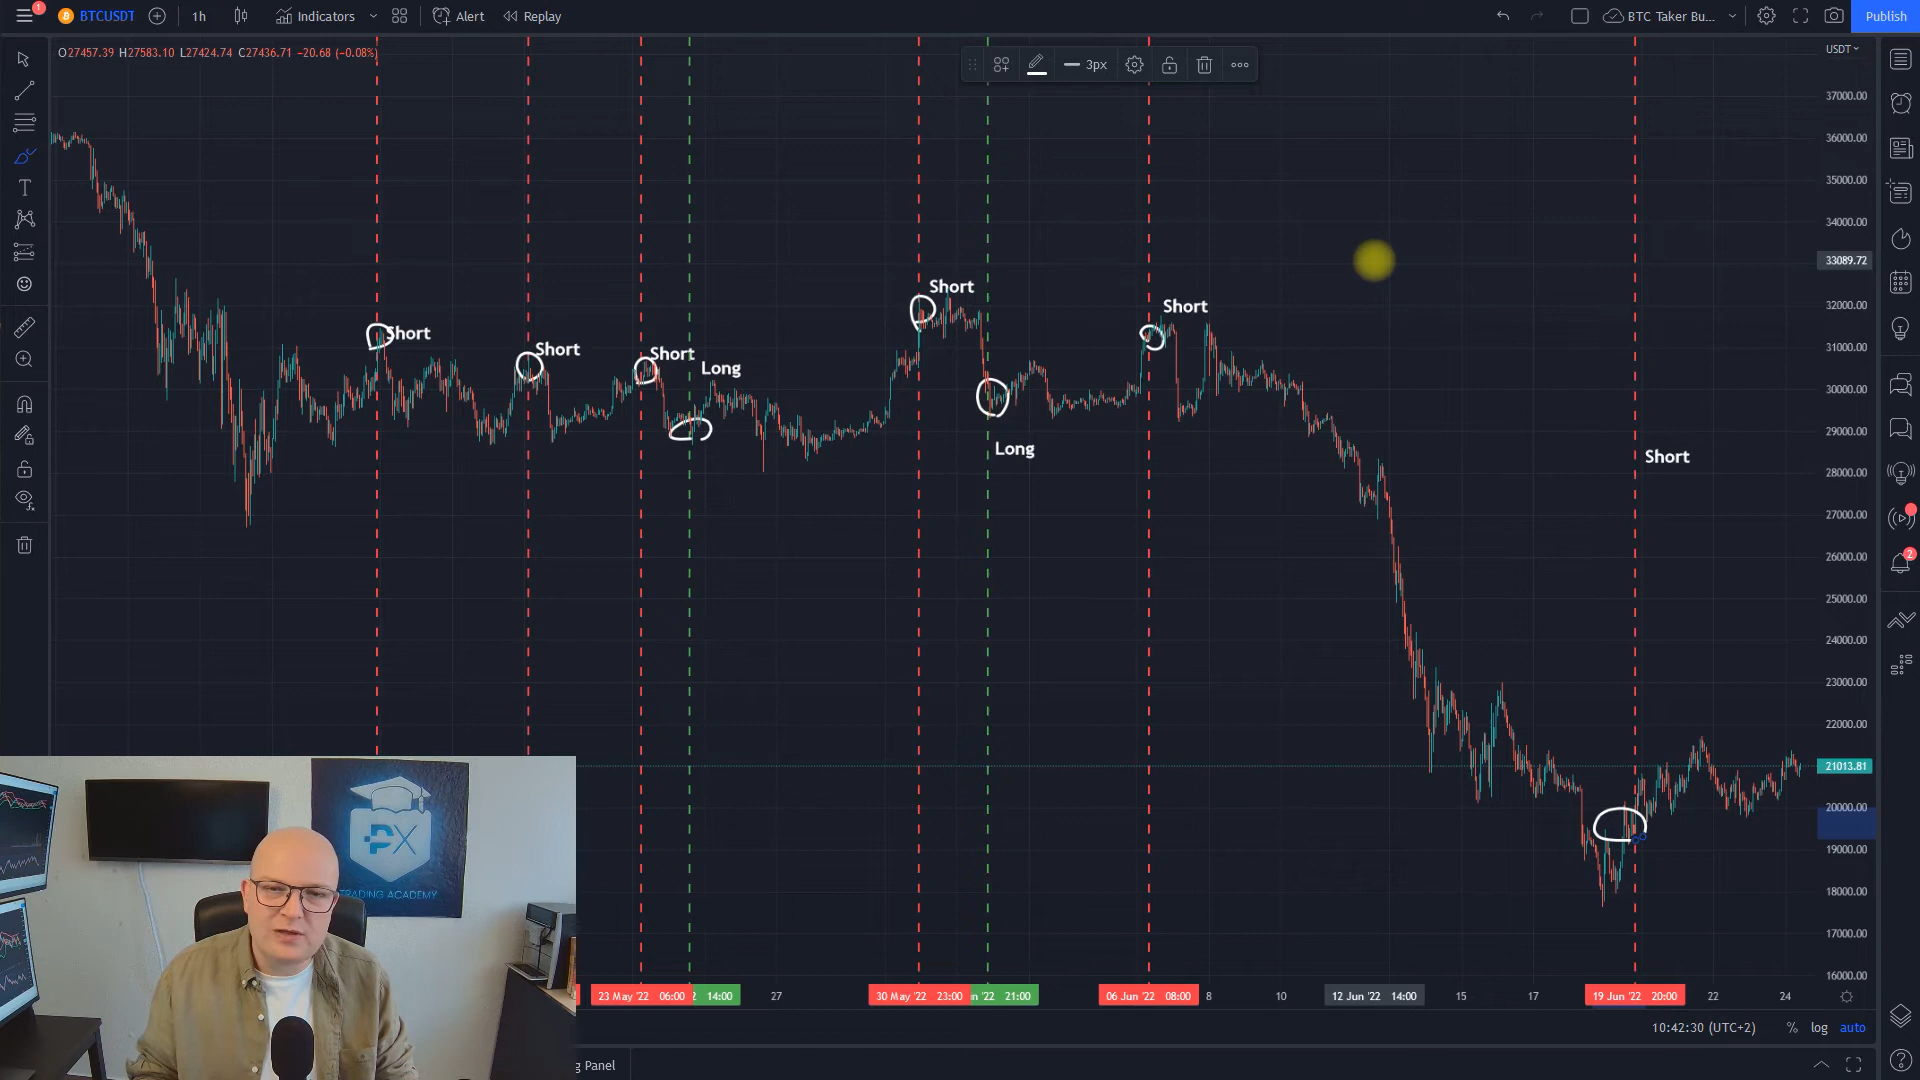 1
BTCUSDT
1h
Indicators
Alert
Replay
BTC Taker Bu...
Publish
O27457.39 H27583.10 L27424.74 C27436.71 −20.68 (−0.08%)
3px
USDT
37000.00
36000.00
35000.00
34000.00
33089.72
32000.00
31000.00
30000.00
29000.00
28000.00
27000.00
26000.00
25000.00
24000.00
23000.00
22000.00
21013.81
20000.00
19000.00
18000.00
17000.00
16000.00
Short
Short
Short
Long
Short
Long
Short
Short
2
PX
TRADING ACADEMY
23 May '22 06:00
14:00
27
30 May '22 23:00
'22 21:00
06 Jun '22 08:00
8
10
12 Jun '22 14:00
15
17
19 Jun '22 20:00
22
24
10:42:30 (UTC+2)
%
log
auto
g Panel